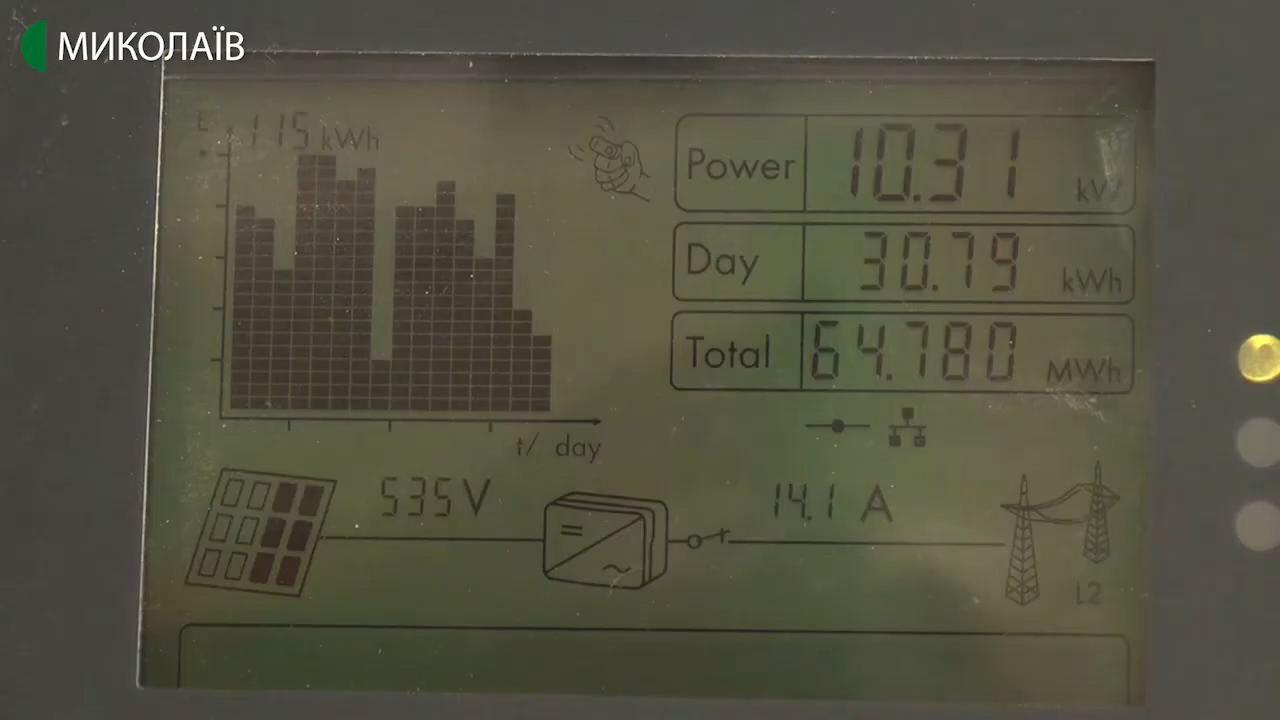 МИКОЛАЇВ
E 115 kWh
Power 10.31 kW
Day 30.79 kWh
Total 64.780 MWh
t/ day
535V
14.1 A
L2